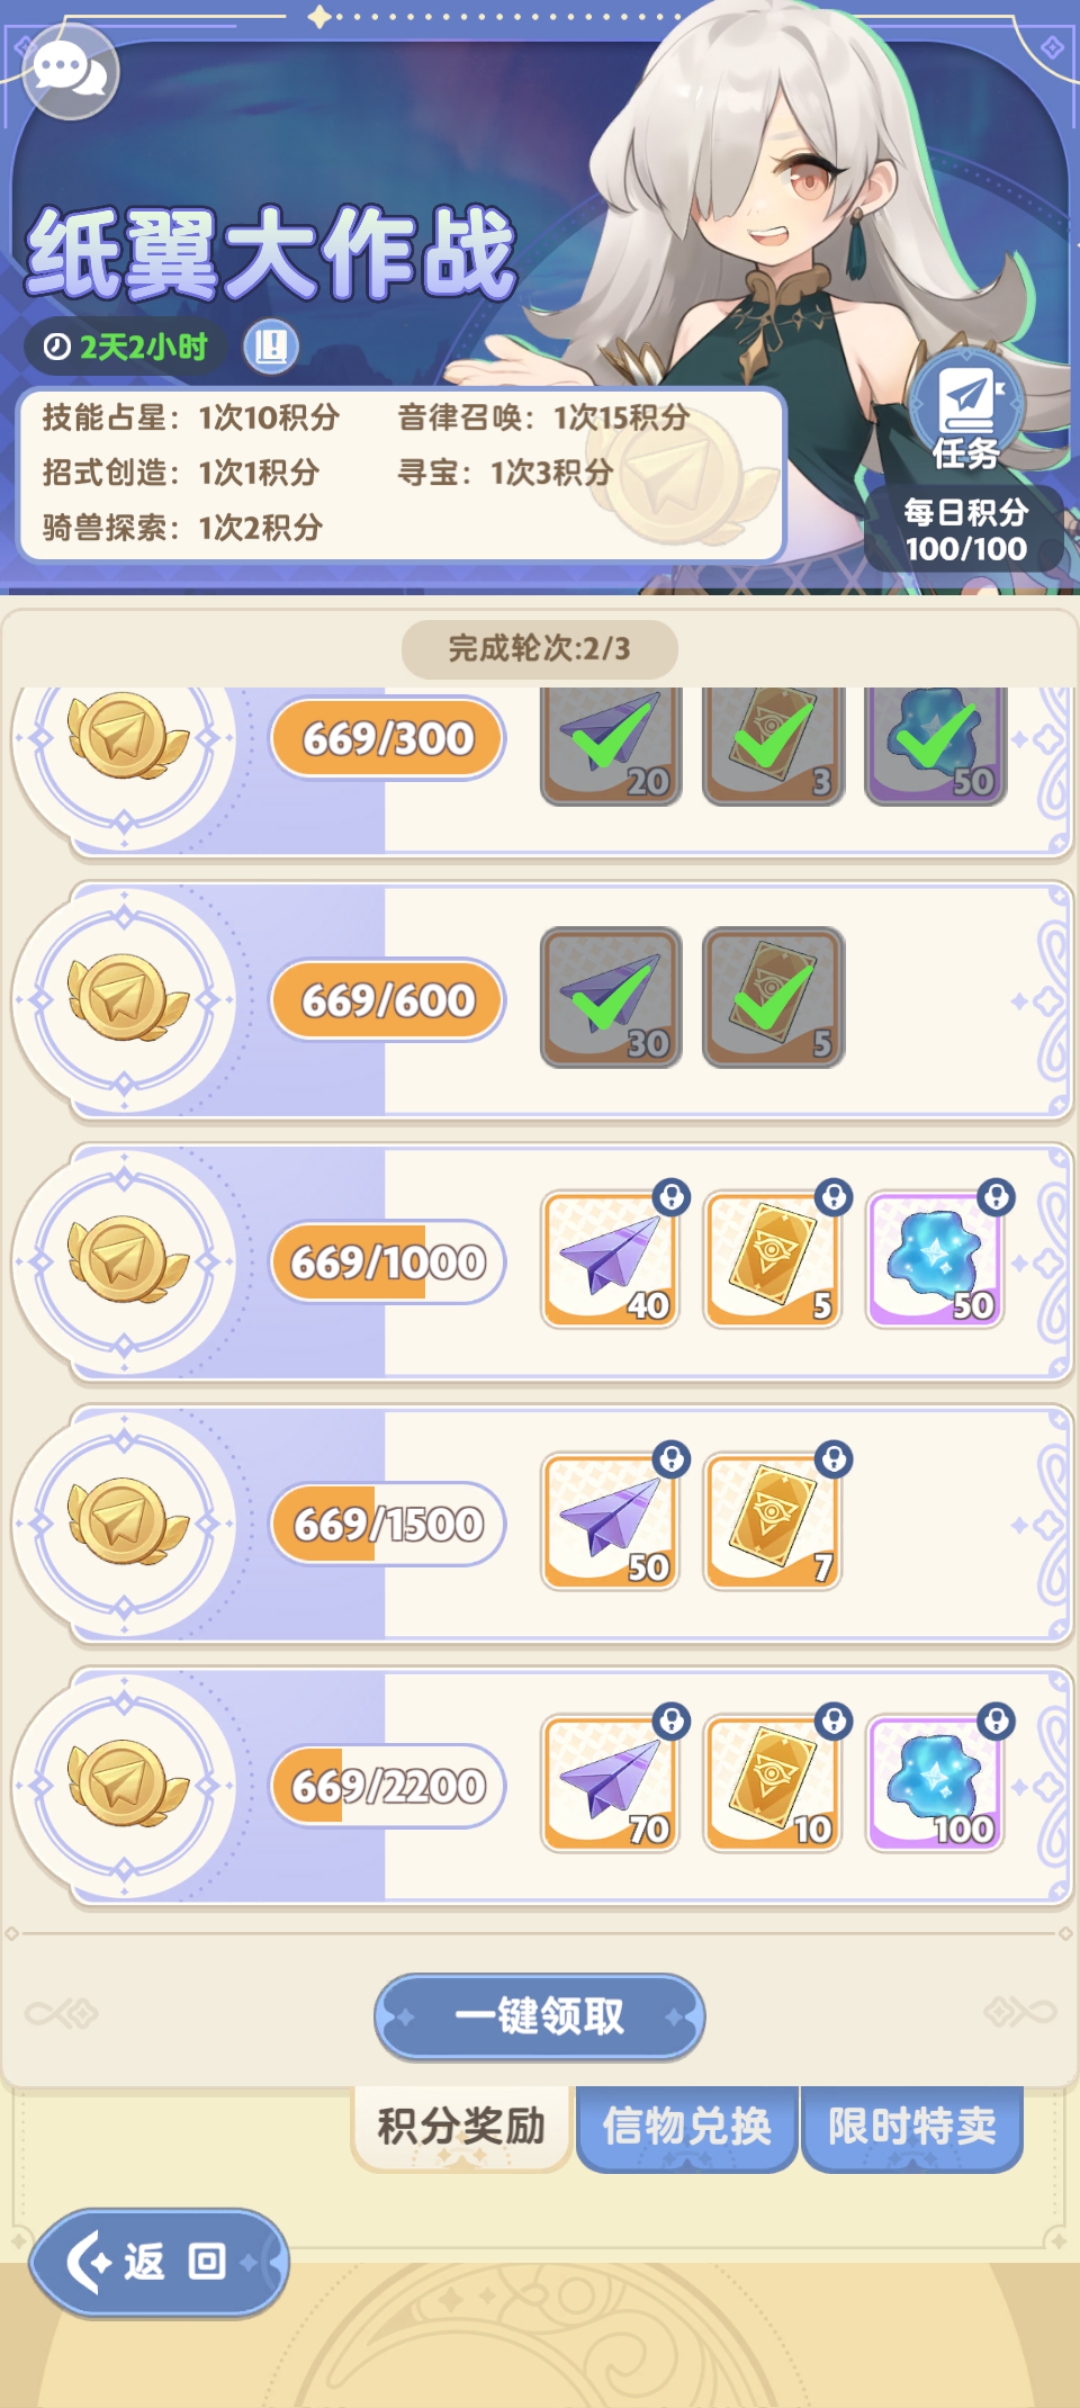 纸翼大作战
2天2小时
技能占星：1次10积分 音律召唤：1次15积分
招式创造：1次1积分 寻宝：1次3积分
骑兽探索：1次2积分
任务
每日积分
100/100
完成轮次:2/3
669/300
20 3 50
669/600
30 5
669/1000
40 5 50
669/1500
50 7
669/2200
70 10 100
一键领取
积分奖励 信物兑换 限时特卖
返回